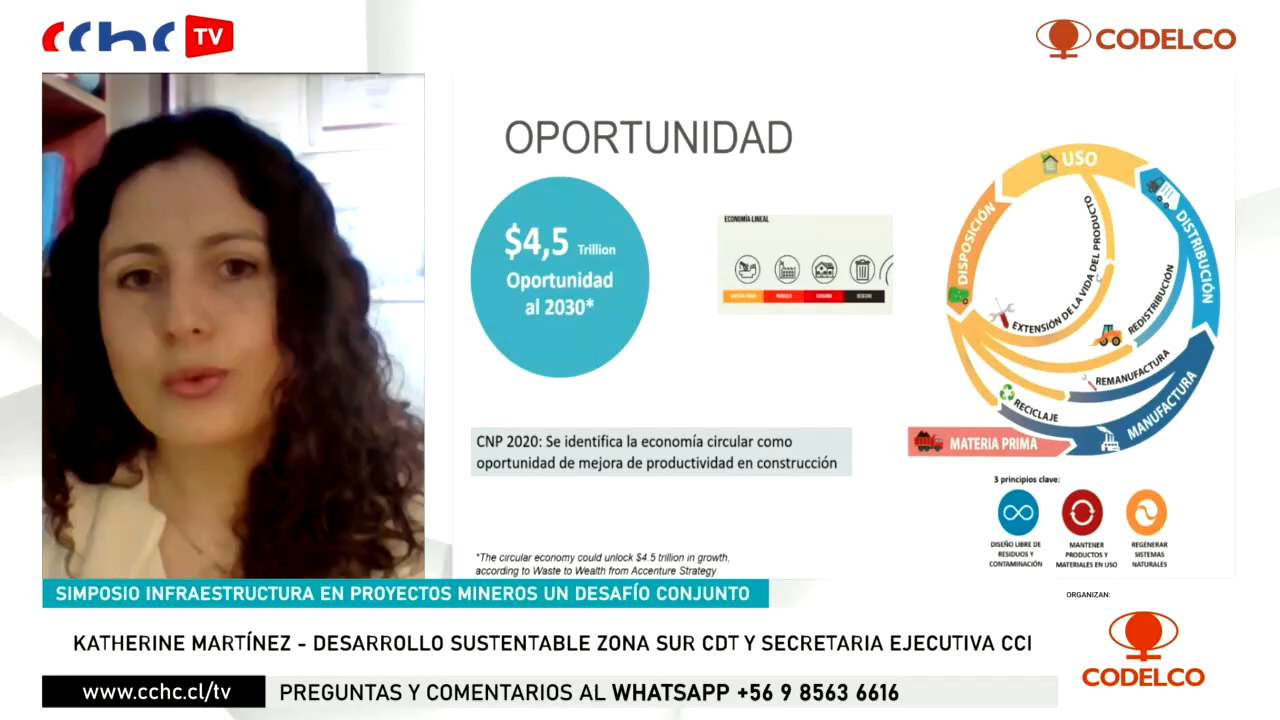 cchc TV
CODELCO
OPORTUNIDAD
$4,5 Trillion
Oportunidad
al 2030*
ECONOMÍA LINEAL
CNP 2020: Se identifica la economía circular como
oportunidad de mejora de productividad en construcción
*The circular economy could unlock $4.5 trillion in growth,
according to Waste to Wealth from Accenture Strategy
USO
DISTRIBUCIÓN
DISPOSICIÓN
EXTENSIÓN DE LA VIDA DEL PRODUCTO
REDISTRIBUCIÓN
REMANUFACTURA
RECICLAJE
MANUFACTURA
MATERIA PRIMA
3 principios clave:
DISEÑO LIBRE DE
RESIDUOS Y
CONTAMINACIÓN
MANTENER
PRODUCTOS Y
MATERIALES EN USO
REGENERAR
SISTEMAS
NATURALES
SIMPOSIO INFRAESTRUCTURA EN PROYECTOS MINEROS UN DESAFÍO CONJUNTO
ORGANIZAN:
KATHERINE MARTÍNEZ - DESARROLLO SUSTENTABLE ZONA SUR CDT Y SECRETARIA EJECUTIVA CCI
CODELCO
www.cchc.cl/tv
PREGUNTAS Y COMENTARIOS AL WHATSAPP +56 9 8563 6616